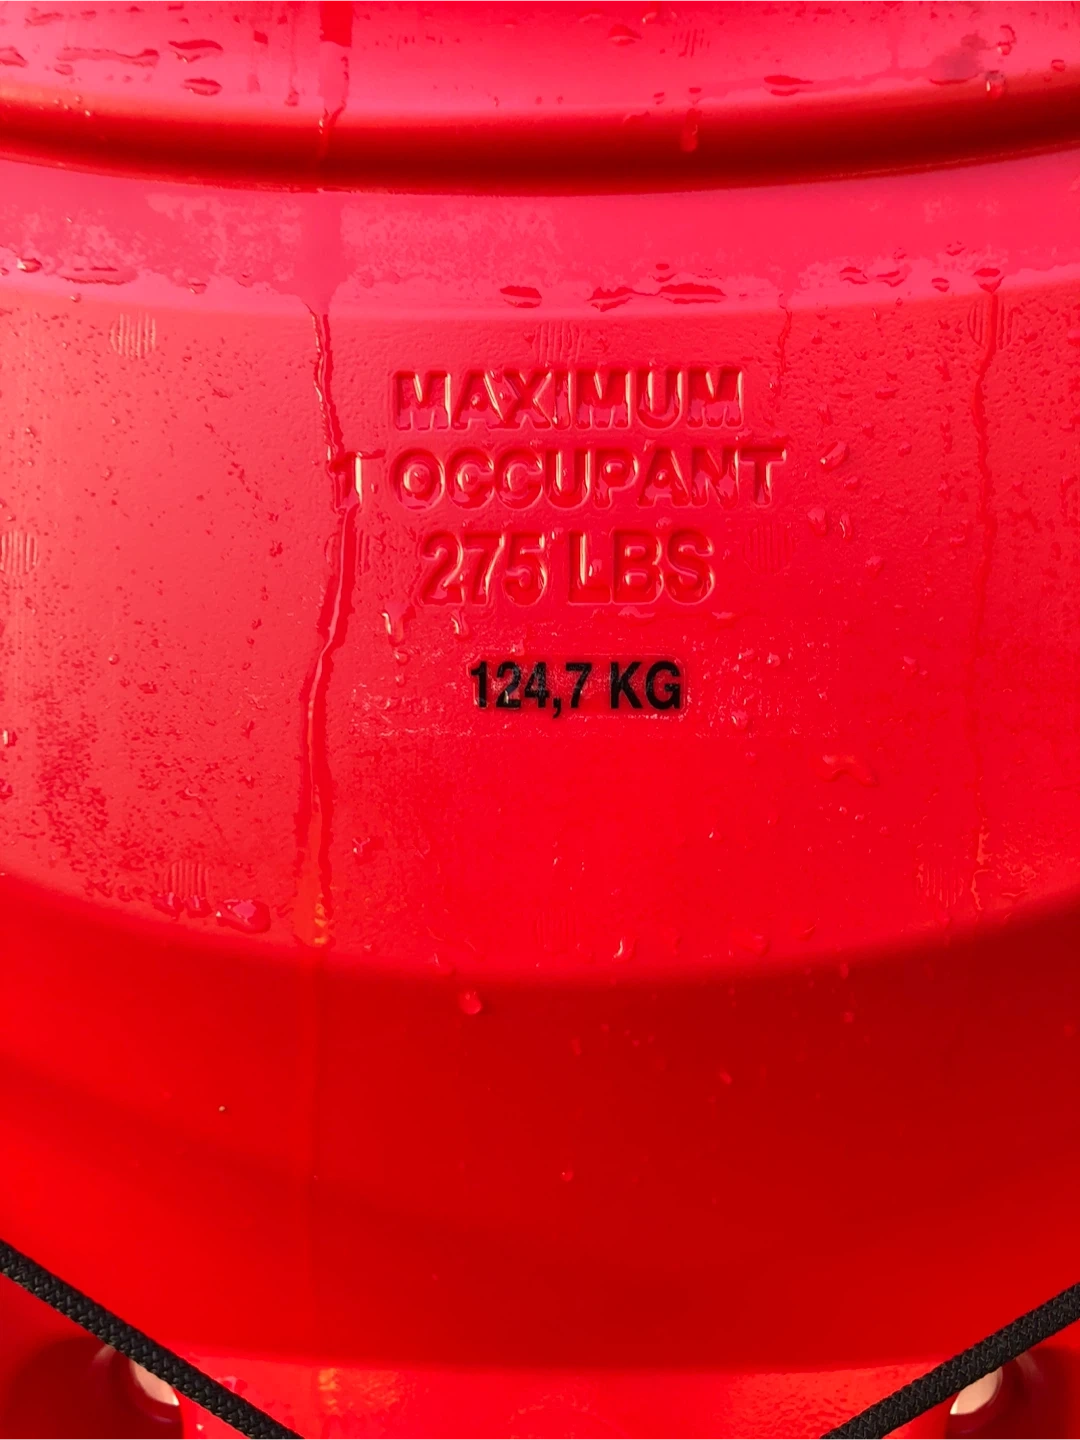 MAXIMUM
1 OCCUPANT
275 LBS
124,7 KG